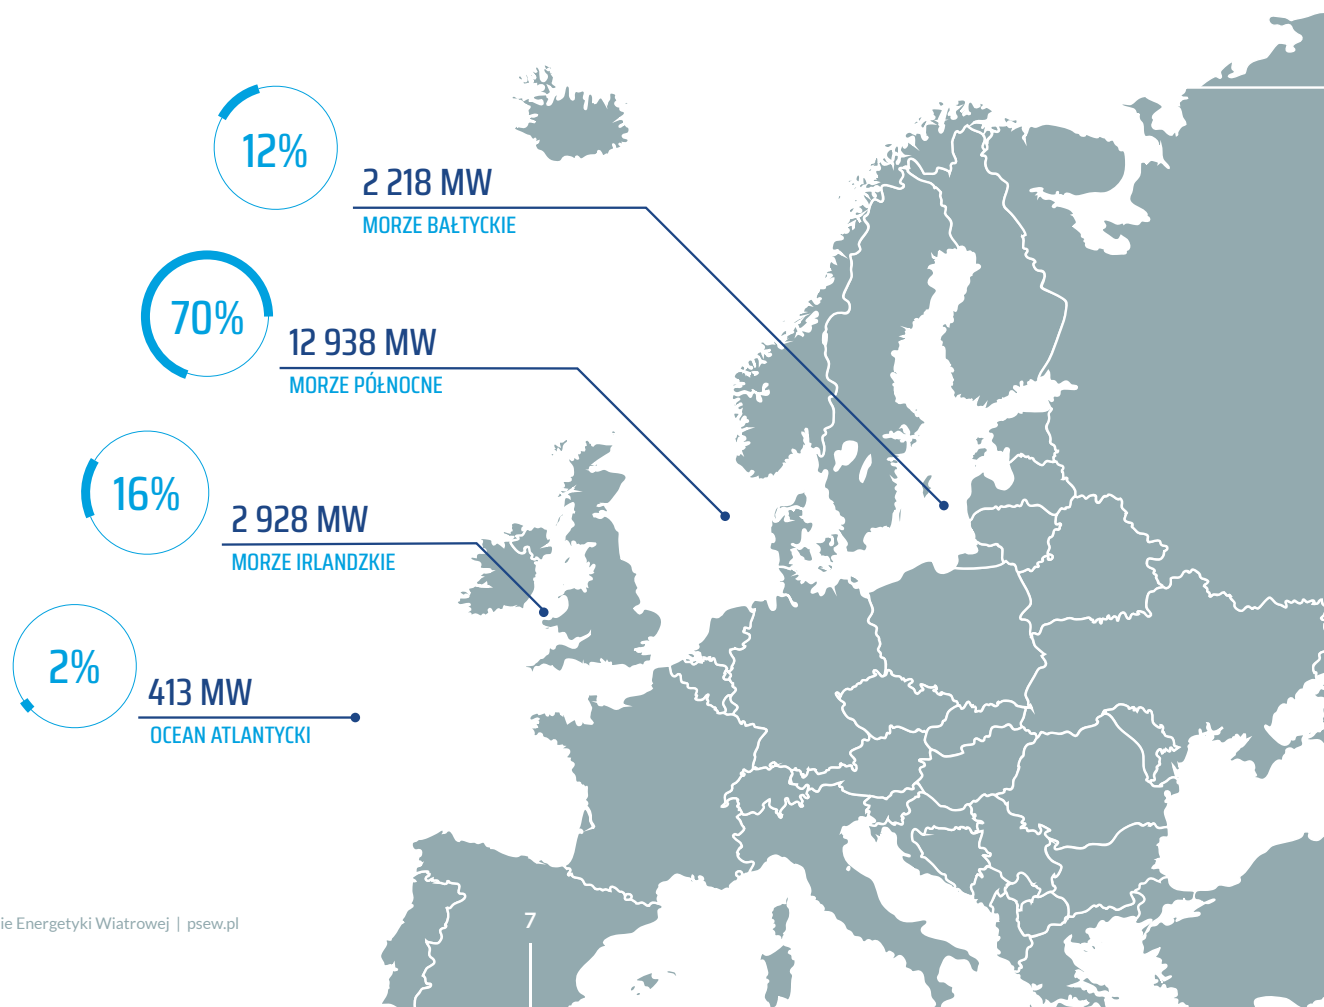 12%
2 218 MW
MORZE BAŁTYCKIE
70%
12 938 MW
MORZE PÓŁNOCNE
16%
2 928 MW
MORZE IRLANDZKIE
2%
413 MW
OCEAN ATLANTYCKI
ie Energetyki Wiatrowej | psew.pl
7